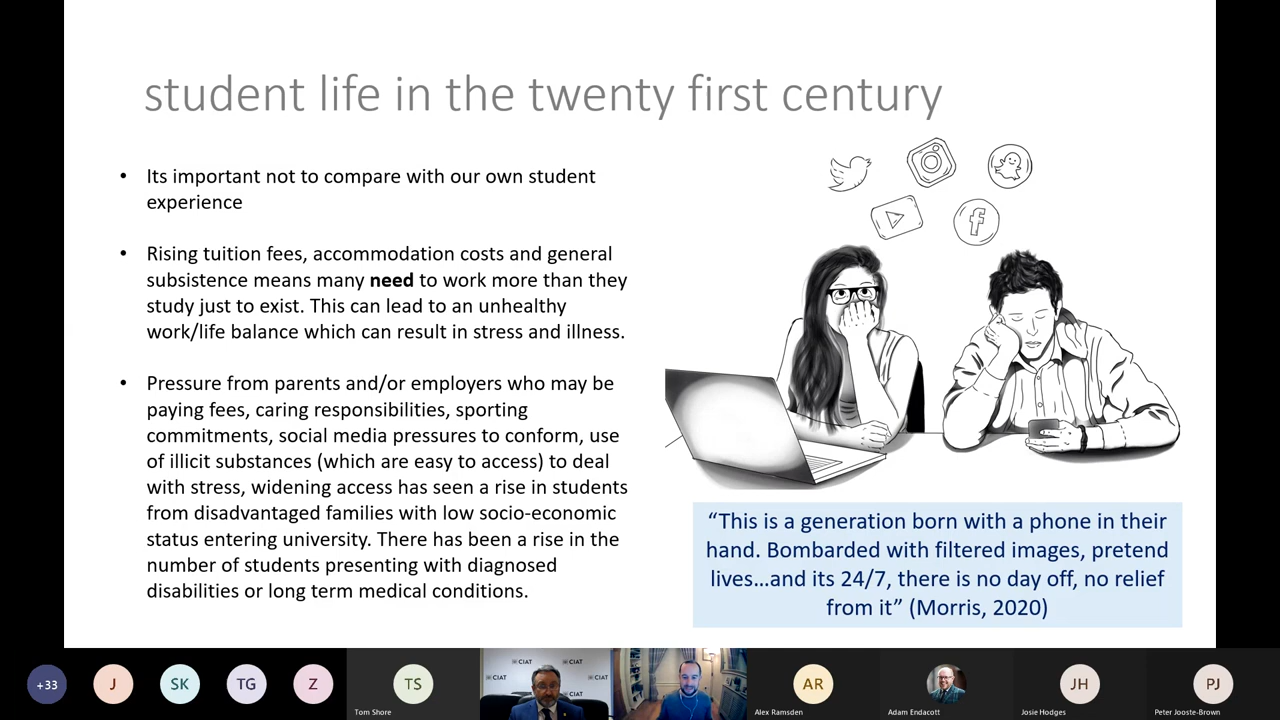 student life in the twenty first century
• Its important not to compare with our own student
experience
• Rising tuition fees, accommodation costs and general
subsistence means many need to work more than they
study just to exist. This can lead to an unhealthy
work/life balance which can result in stress and illness.
• Pressure from parents and/or employers who may be
paying fees, caring responsibilities, sporting
commitments, social media pressures to conform, use
of illicit substances (which are easy to access) to deal
with stress, widening access has seen a rise in students
from disadvantaged families with low socio-economic
status entering university. There has been a rise in the
number of students presenting with diagnosed
disabilities or long term medical conditions.
“This is a generation born with a phone in their
hand. Bombarded with filtered images, pretend
lives...and its 24/7, there is no day off, no relief
from it” (Morris, 2020)
+33
J
SK
TG
Z
TS
Tom Shore
CIAT
CIAT
CIAT
CIAT
CIAT
AR
Alex Ramsden
Adam Endacott
JH
Josie Hodges
PJ
Peter Jooste-Brown